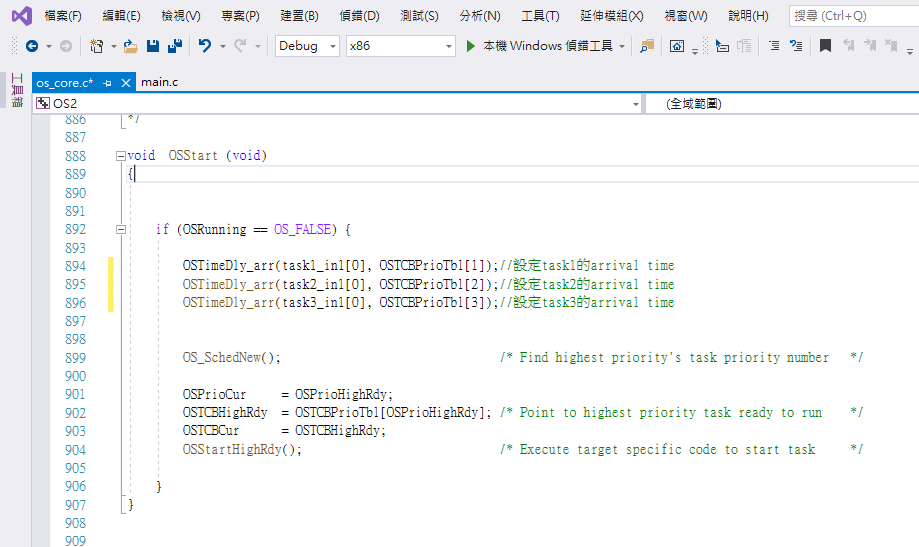 檔案(F) 編輯(E) 檢視(V) 專案(P) 建置(B) 偵錯(D) 測試(S) 分析(N) 工具(T) 延伸模組(X) 視窗(W) 說明(H) 搜尋 (Ctrl+Q)
Debug x86 本機 Windows 偵錯工具
工具箱
os_core.c* main.c
OS2 (全域範圍)
886 */
887
888 void OSStart (void)
889 {
890
891
892 if (OSRunning == OS_FALSE) {
893
894 OSTimeDly_arr(task1_in1[0], OSTCBPrioTbl[1]);//設定task1的arrival time
895 OSTimeDly_arr(task2_in1[0], OSTCBPrioTbl[2]);//設定task2的arrival time
896 OSTimeDly_arr(task3_in1[0], OSTCBPrioTbl[3]);//設定task3的arrival time
897
898
899 OS_SchedNew(); /* Find highest priority's task priority number */
900
901 OSPrioCur = OSPrioHighRdy;
902 OSTCBHighRdy = OSTCBPrioTbl[OSPrioHighRdy]; /* Point to highest priority task ready to run */
903 OSTCBCur = OSTCBHighRdy;
904 OSStartHighRdy(); /* Execute target specific code to start task */
905
906 }
907 }
908
909